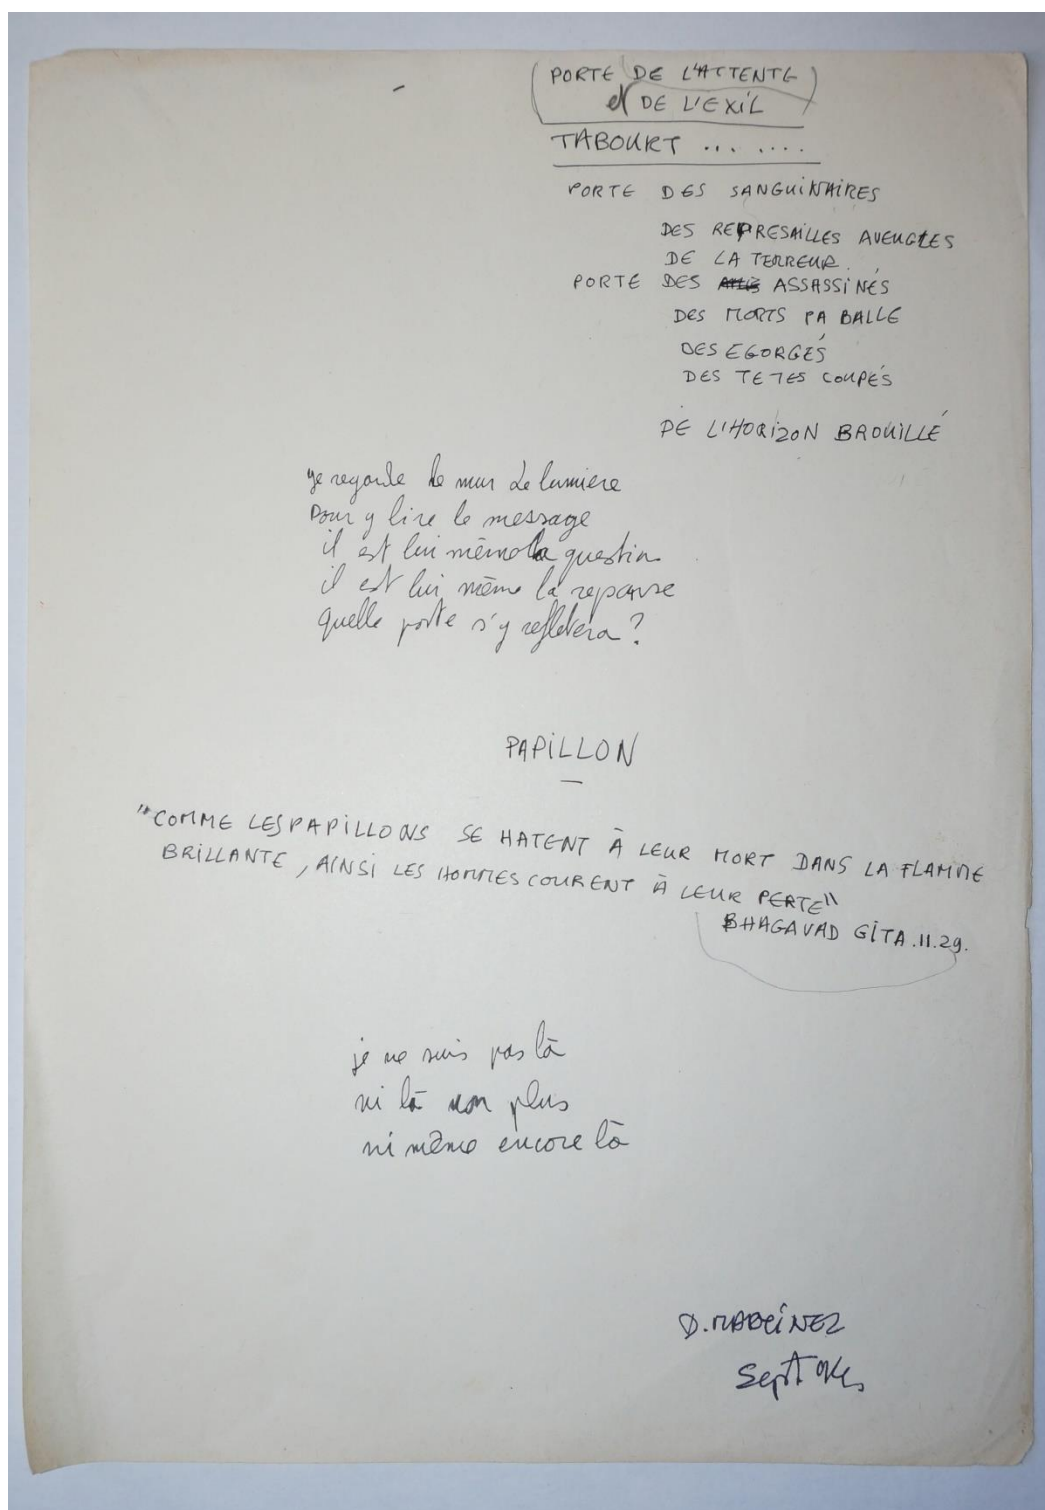 (PORTE DE L'ATTENTE)
et DE L'EXIL
TABOURT ... ....
PORTE DES SANGUINAIRES
DES REPRESAILLES AVEUGLES
DE LA TERREUR.
PORTE DES ASSASSINÉS
DES MORTS PA BALLE
DES EGORGÉS
DES TETES COUPÉS
DE L'HORIZON BROUILLÉ
je regarde le mur de lumiere
Pour y lire le message
il est lui même la question
il est lui même la reponse
quelle porte s'y refletera ?
PAPILLON
"COMME LES PAPILLONS SE HATENT À LEUR MORT DANS LA FLAMME
BRILLANTE, AINSI LES HOMMES COURENT À LEUR PERTE"
BHAGAVAD GITA.11.29.
je ne suis pas là
ni là non plus
ni même encore là
D. MARTINEZ
Sept